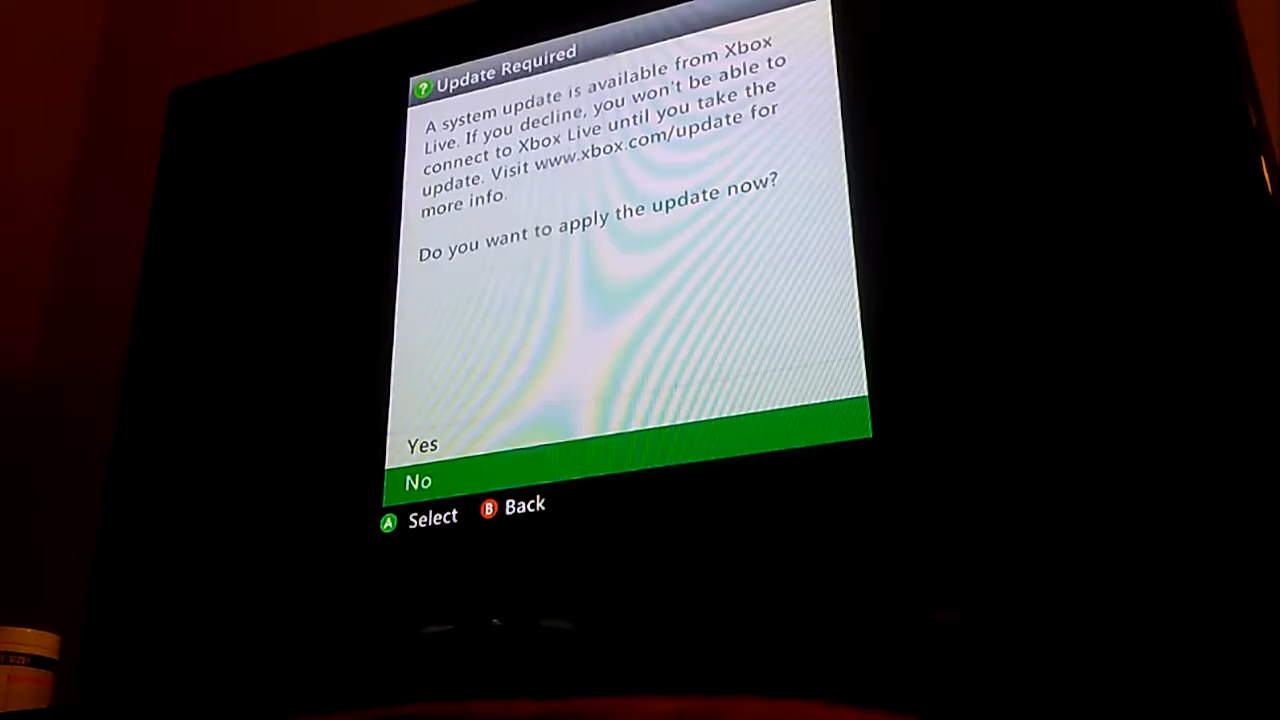 ? Update Required
A system update is available from Xbox
Live. If you decline, you won't be able to
connect to Xbox Live until you take the
update. Visit www.xbox.com/update for
more info.
Do you want to apply the update now?
Yes
No
A Select B Back